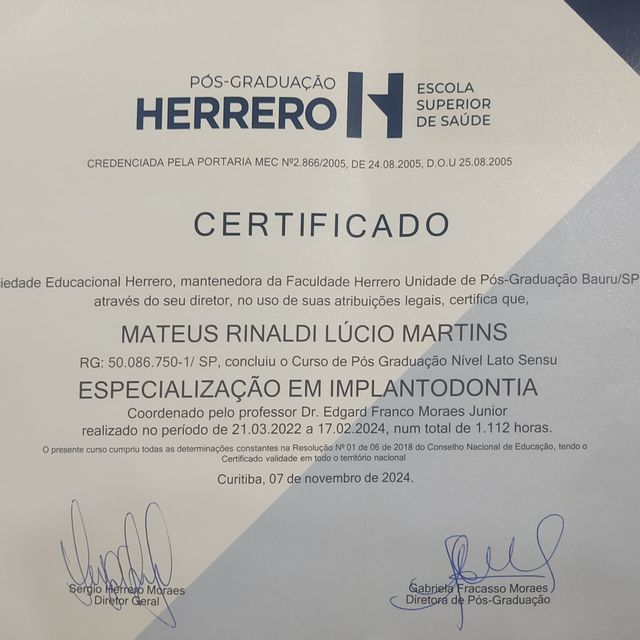 PÓS-GRADUAÇÃO
HERRERO
ESCOLA
SUPERIOR
DE SAÚDE
CREDENCIADA PELA PORTARIA MEC Nº2.866/2005, DE 24.08.2005, D.O.U 25.08.2005
CERTIFICADO
ciedade Educacional Herrero, mantenedora da Faculdade Herrero Unidade de Pós-Graduação Bauru/SP
através do seu diretor, no uso de suas atribuições legais, certifica que,
MATEUS RINALDI LÚCIO MARTINS
RG: 50.086.750-1/ SP, concluiu o Curso de Pós Graduação Nível Lato Sensu
ESPECIALIZAÇÃO EM IMPLANTODONTIA
Coordenado pelo professor Dr. Edgard Franco Moraes Junior
realizado no período de 21.03.2022 a 17.02.2024, num total de 1.112 horas.
O presente curso cumpriu todas as determinações constantes na Resolução Nº 01 de 06 de 2018 do Conselho Nacional de Educação, tendo o
Certificado validade em todo o território nacional
Curitiba, 07 de novembro de 2024.
Sergio Herrero Moraes
Diretor Geral
Gabriela Fracasso Moraes
Diretora de Pós-Graduação